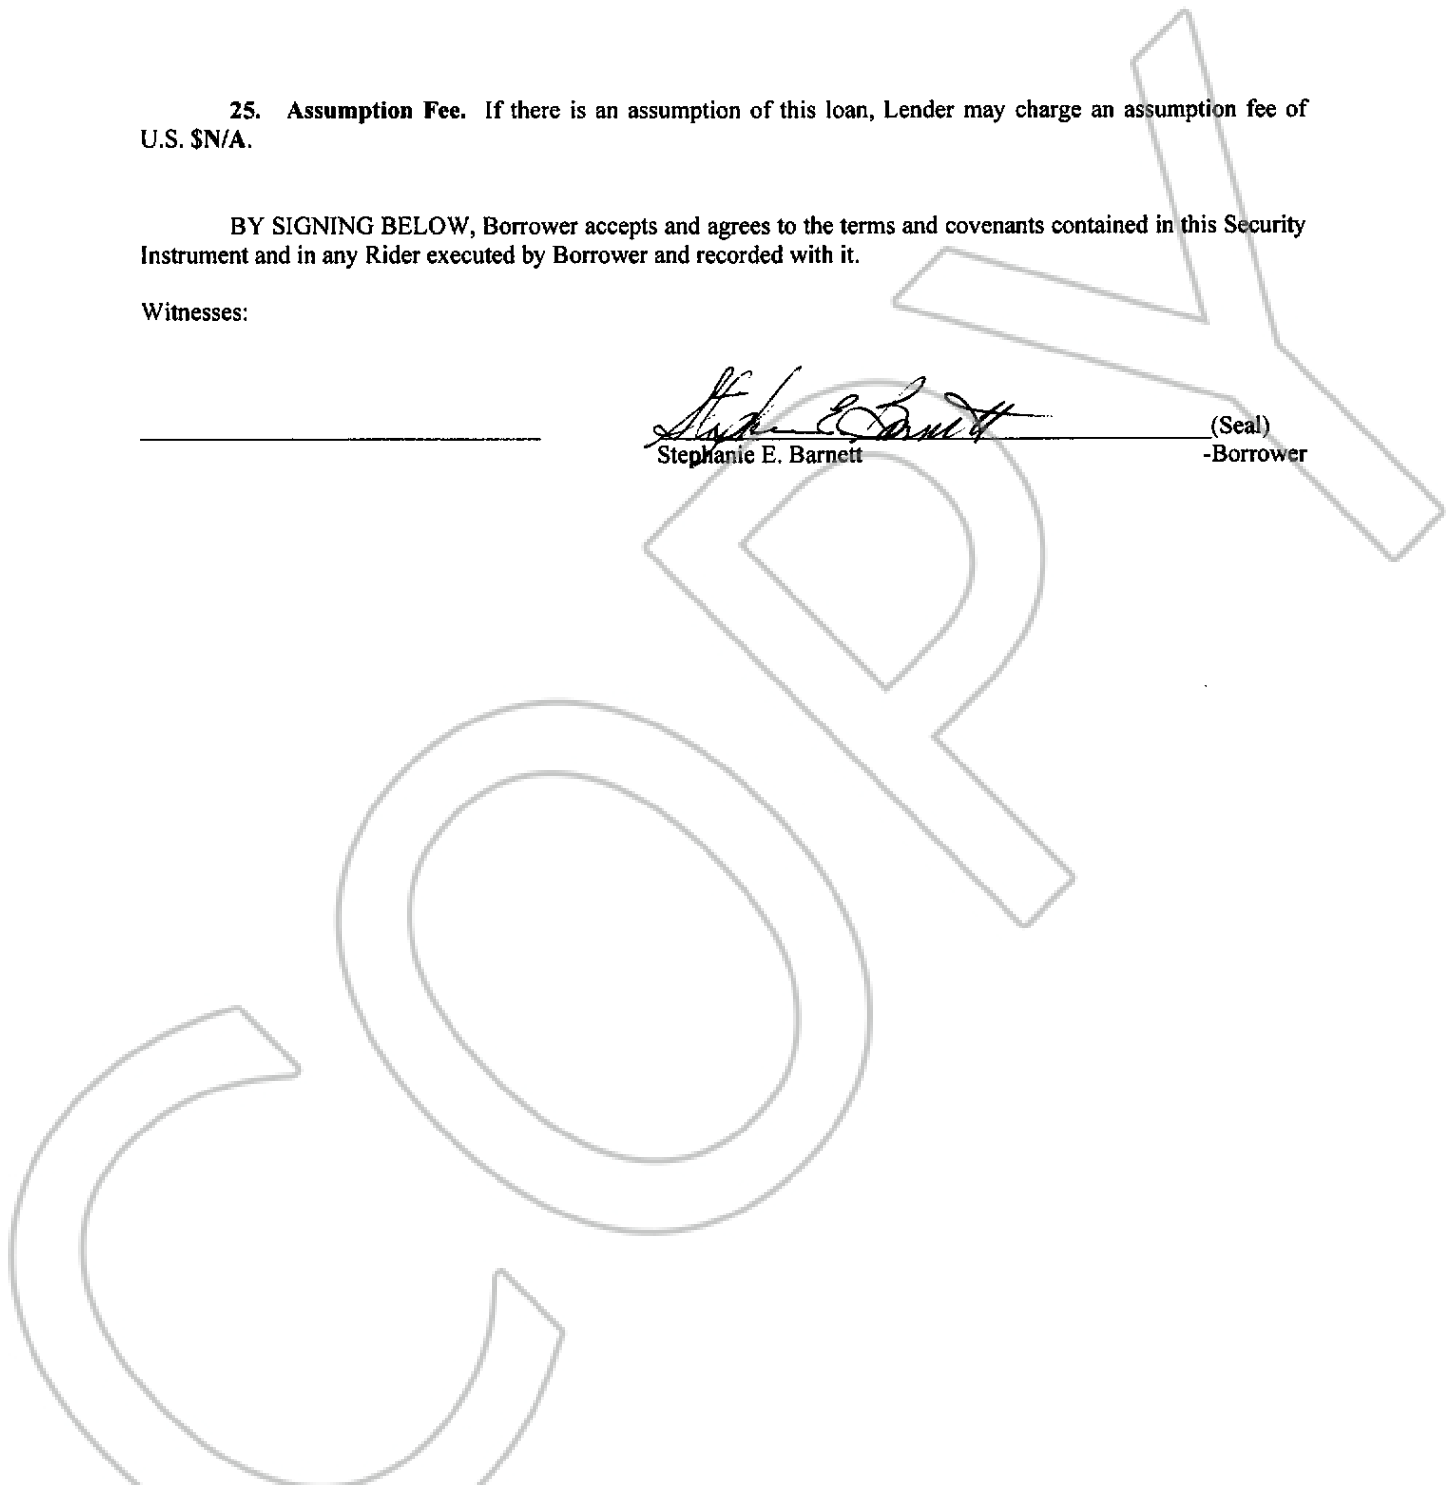 25. Assumption Fee. If there is an assumption of this loan, Lender may charge an assumption fee of
U.S. $N/A.
BY SIGNING BELOW, Borrower accepts and agrees to the terms and covenants contained in this Security
Instrument and in any Rider executed by Borrower and recorded with it.
Witnesses:
Stephanie E Barnett
(Seal)
Stephanie E. Barnett -Borrower
COPY